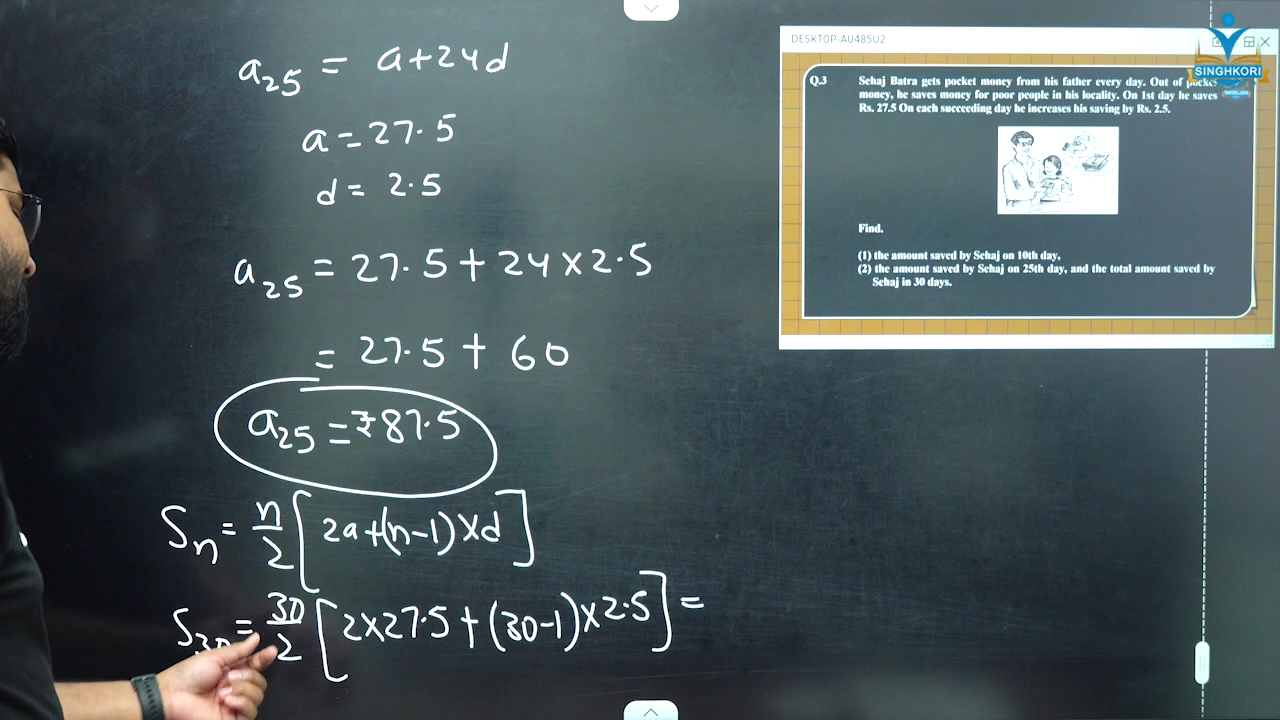 a25 = a+24d
a = 27.5
d = 2.5
a25 = 27.5 + 24 × 2.5
= 27.5 + 60
a25 = ₹87.5
Sn = n/2 [2a+(n-1)×d]
S30 = 30/2 [2×27.5+(30-1)×2.5] =
DESKTOP-AU485U2
SINGHKORI
Q.3 Sehaj Batra gets pocket money from his father every day. Out of pocket
money, he saves money for poor people in his locality. On 1st day he saves
Rs. 27.5 On each succeeding day he increases his saving by Rs. 2.5.
Find.
(1) the amount saved by Sehaj on 10th day,
(2) the amount saved by Sehaj on 25th day, and the total amount saved by
Sehaj in 30 days.